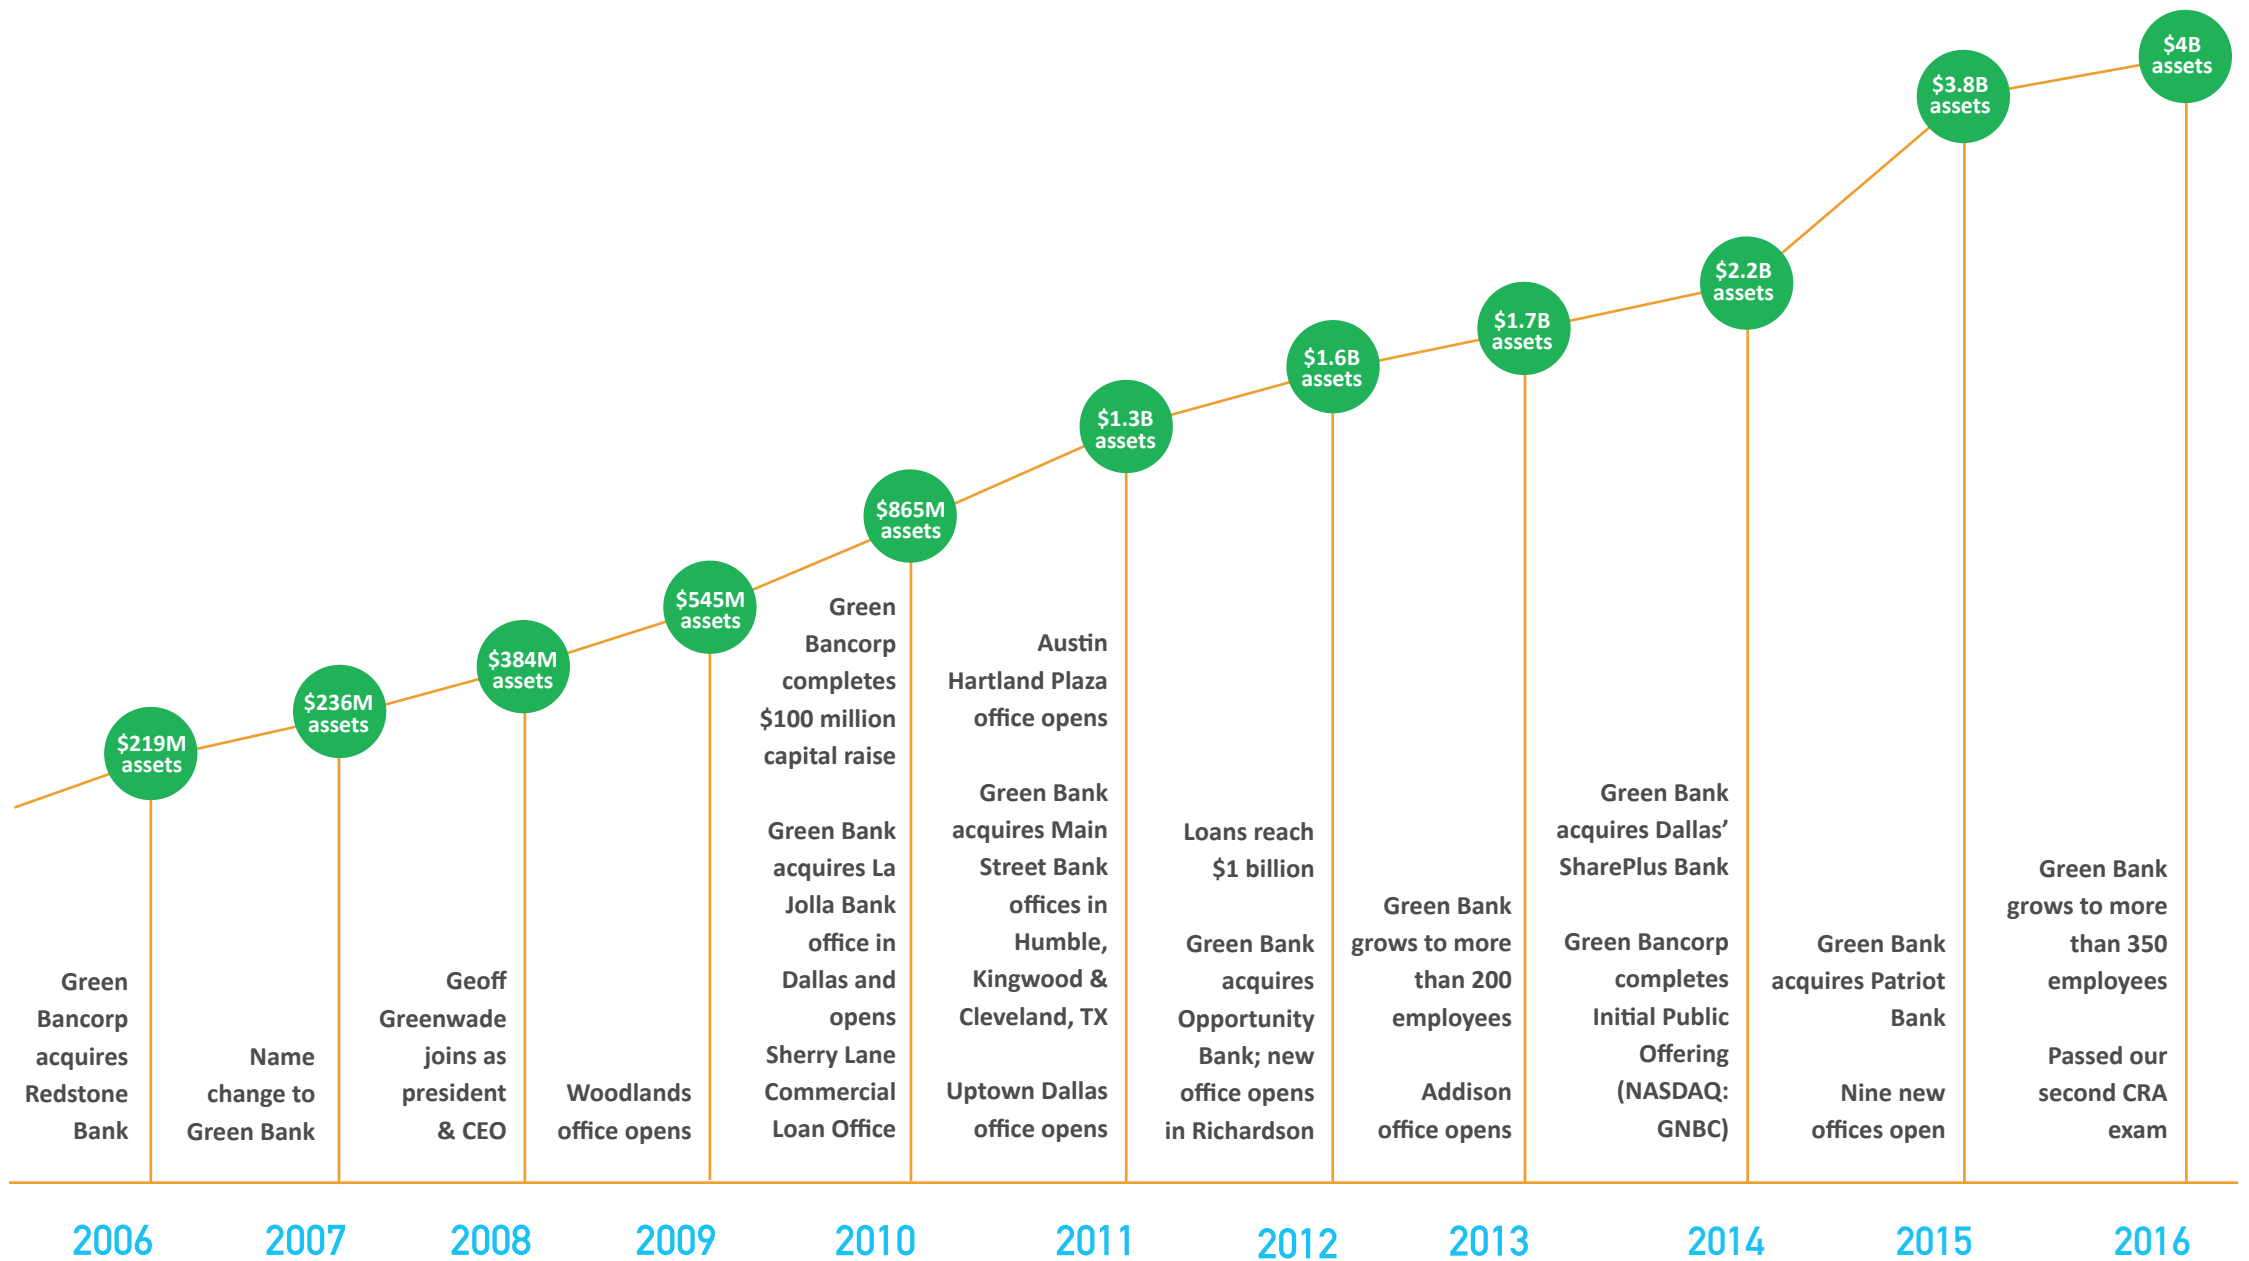 $219M
assets
Green
Bancorp
acquires
Redstone
Bank
2006
$236M
assets
Name
change to
Green Bank
2007
$384M
assets
Geoff
Greenwade
joins as
president
& CEO
2008
$545M
assets
Woodlands
office opens
2009
$865M
assets
Green
Bancorp
completes
$100 million
capital raise
Green Bank
acquires La
Jolla Bank
office in
Dallas and
opens
Sherry Lane
Commercial
Loan Office
2010
$1.3B
assets
Austin
Hartland Plaza
office opens
Green Bank
acquires Main
Street Bank
offices in
Humble,
Kingwood &
Cleveland, TX
Uptown Dallas
office opens
2011
$1.6B
assets
Loans reach
$1 billion
Green Bank
acquires
Opportunity
Bank; new
office opens
in Richardson
2012
$1.7B
assets
Green Bank
grows to more
than 200
employees
Addison
office opens
2013
$2.2B
assets
Green Bank
acquires Dallas’
SharePlus Bank
Green Bancorp
completes
Initial Public
Offering
(NASDAQ:
GNBC)
2014
$3.8B
assets
Green Bank
acquires Patriot
Bank
Nine new
offices open
2015
$4B
assets
Green Bank
grows to more
than 350
employees
Passed our
second CRA
exam
2016